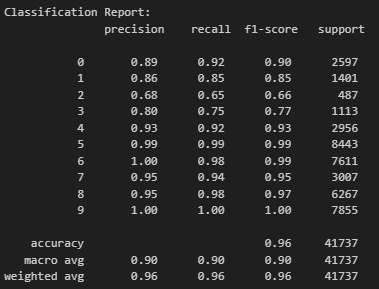 Classification Report:
precision recall f1-score support
0 0.89 0.92 0.90 2597
1 0.86 0.85 0.85 1401
2 0.68 0.65 0.66 487
3 0.80 0.75 0.77 1113
4 0.93 0.92 0.93 2956
5 0.99 0.99 0.99 8443
6 1.00 0.98 0.99 7611
7 0.95 0.94 0.95 3007
8 0.95 0.98 0.97 6267
9 1.00 1.00 1.00 7855
accuracy 0.96 41737
macro avg 0.90 0.90 0.90 41737
weighted avg 0.96 0.96 0.96 41737